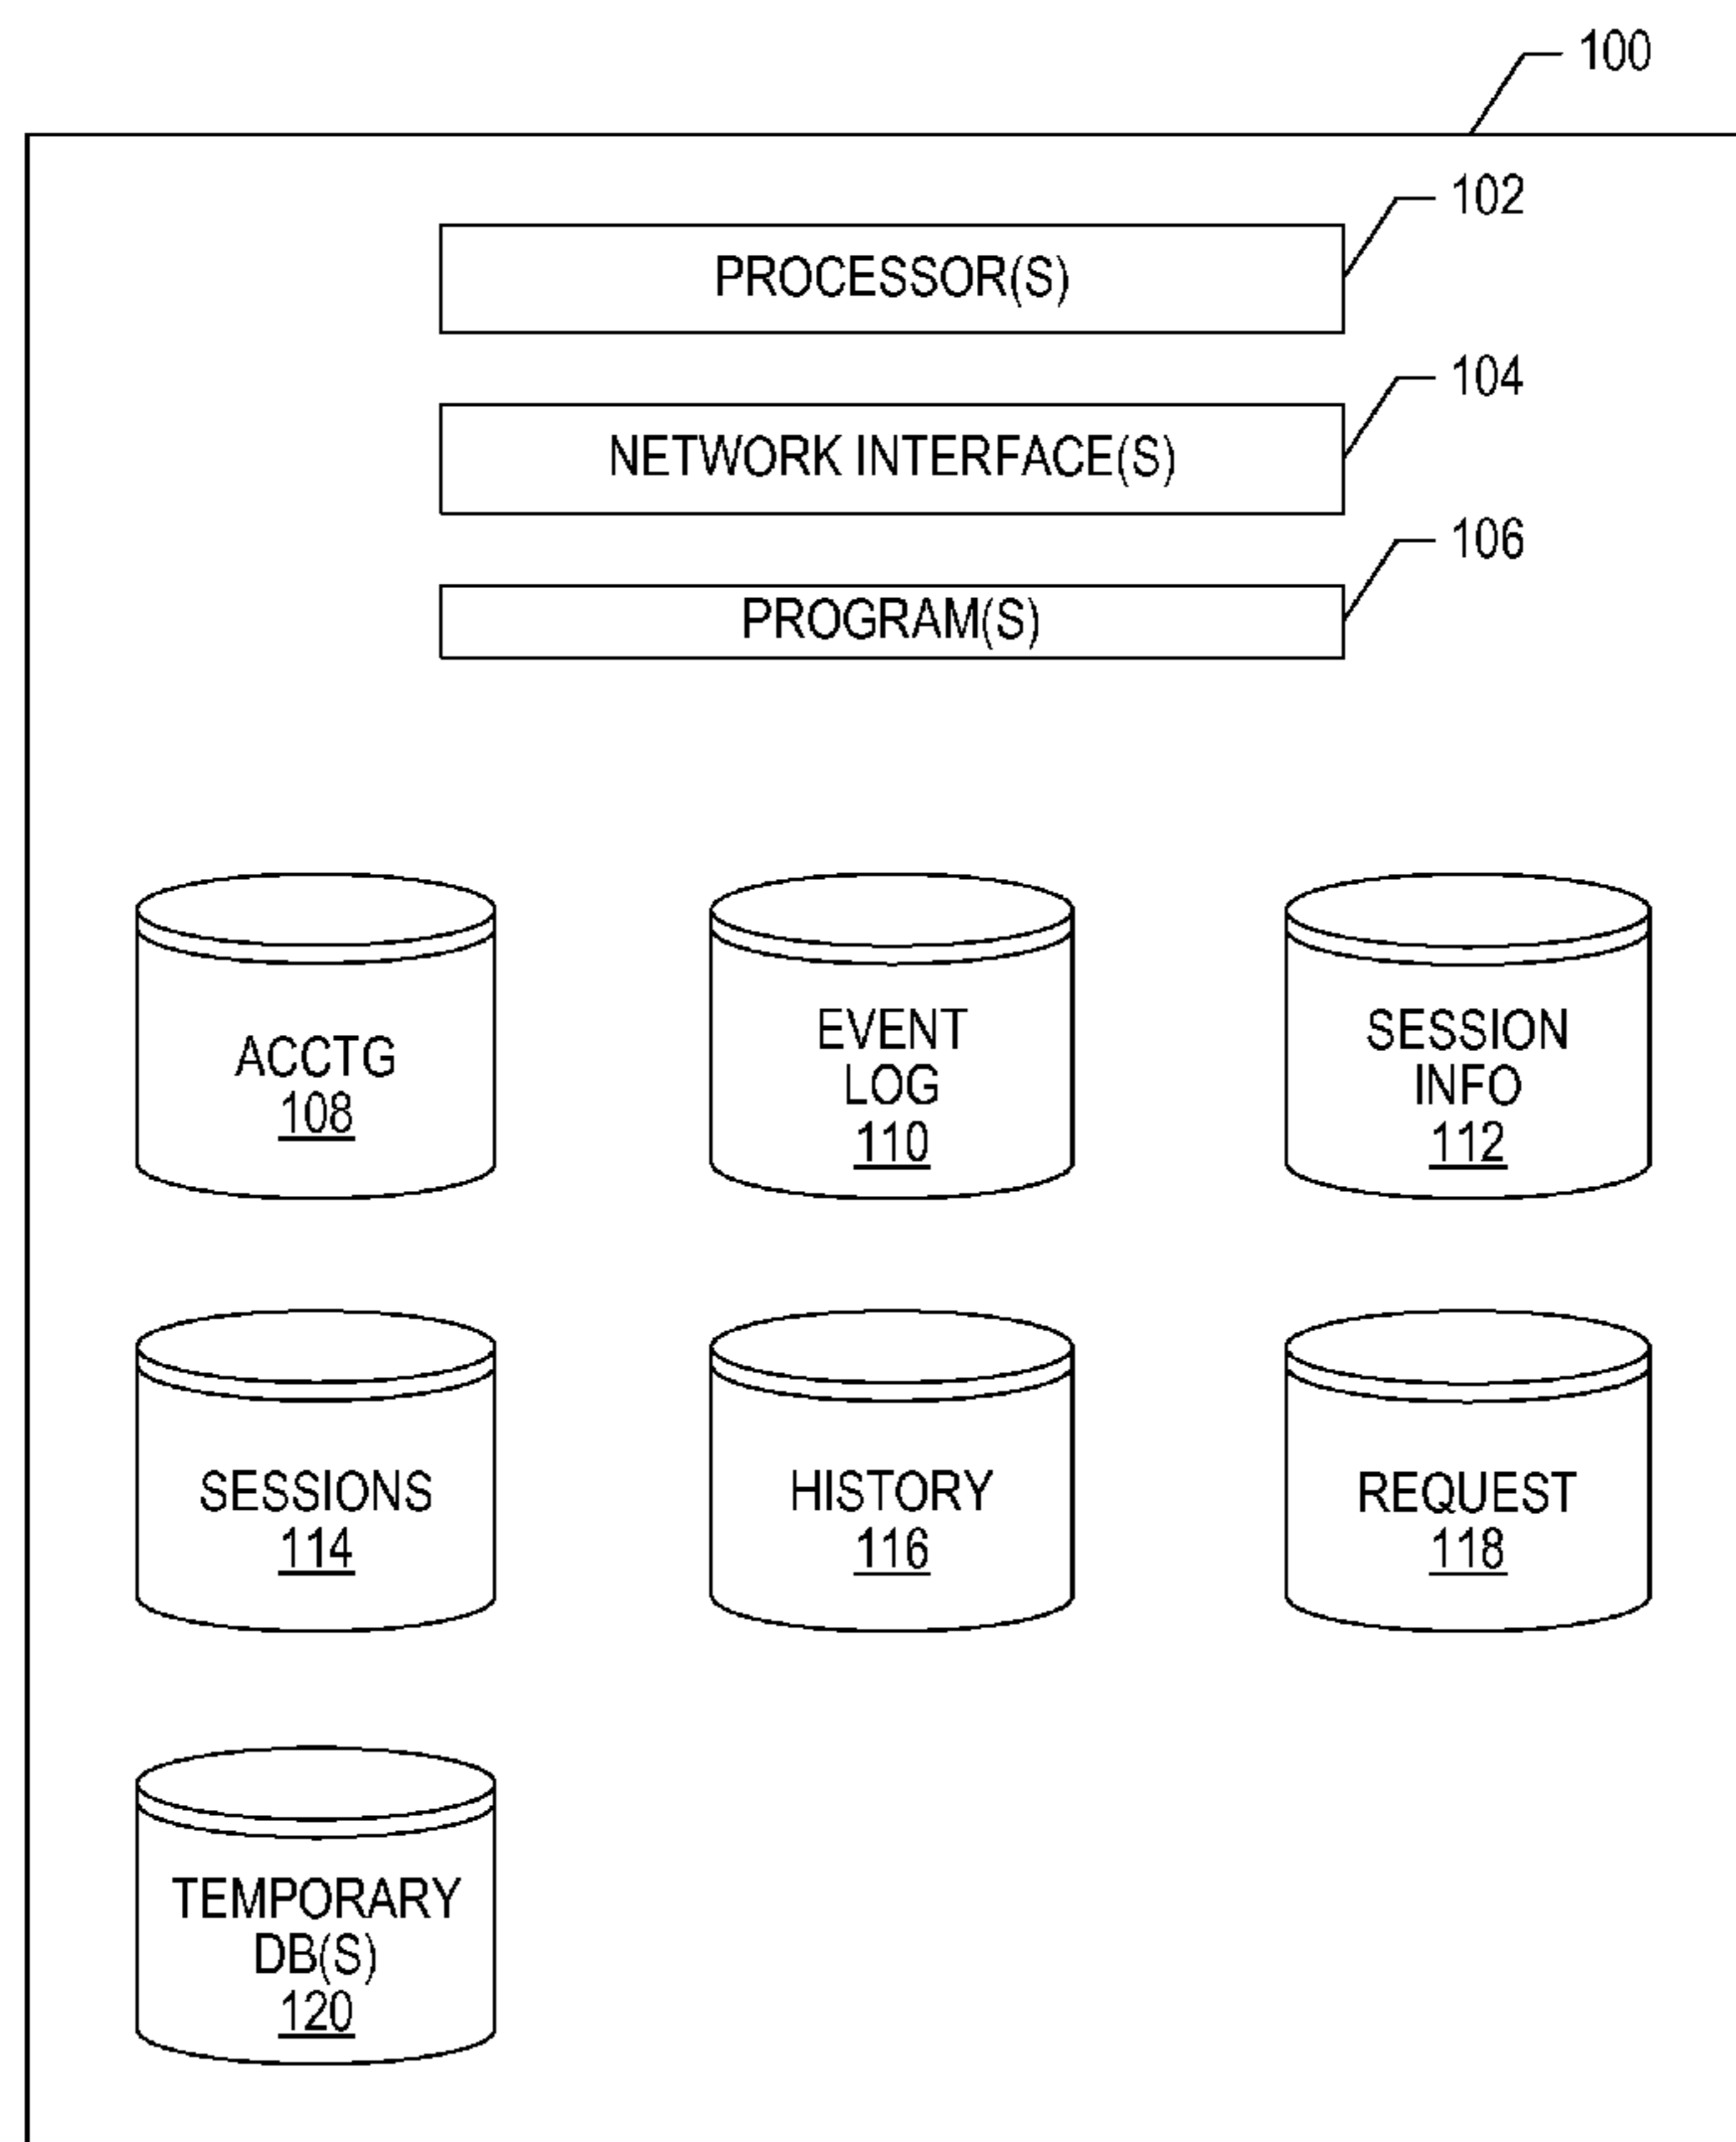 100
102
PROCESSOR(S)
104
NETWORK INTERFACE(S)
106
PROGRAM(S)
ACCTG
108
EVENT
LOG
110
SESSION
INFO
112
SESSIONS
114
HISTORY
116
REQUEST
118
TEMPORARY
DB(S)
120